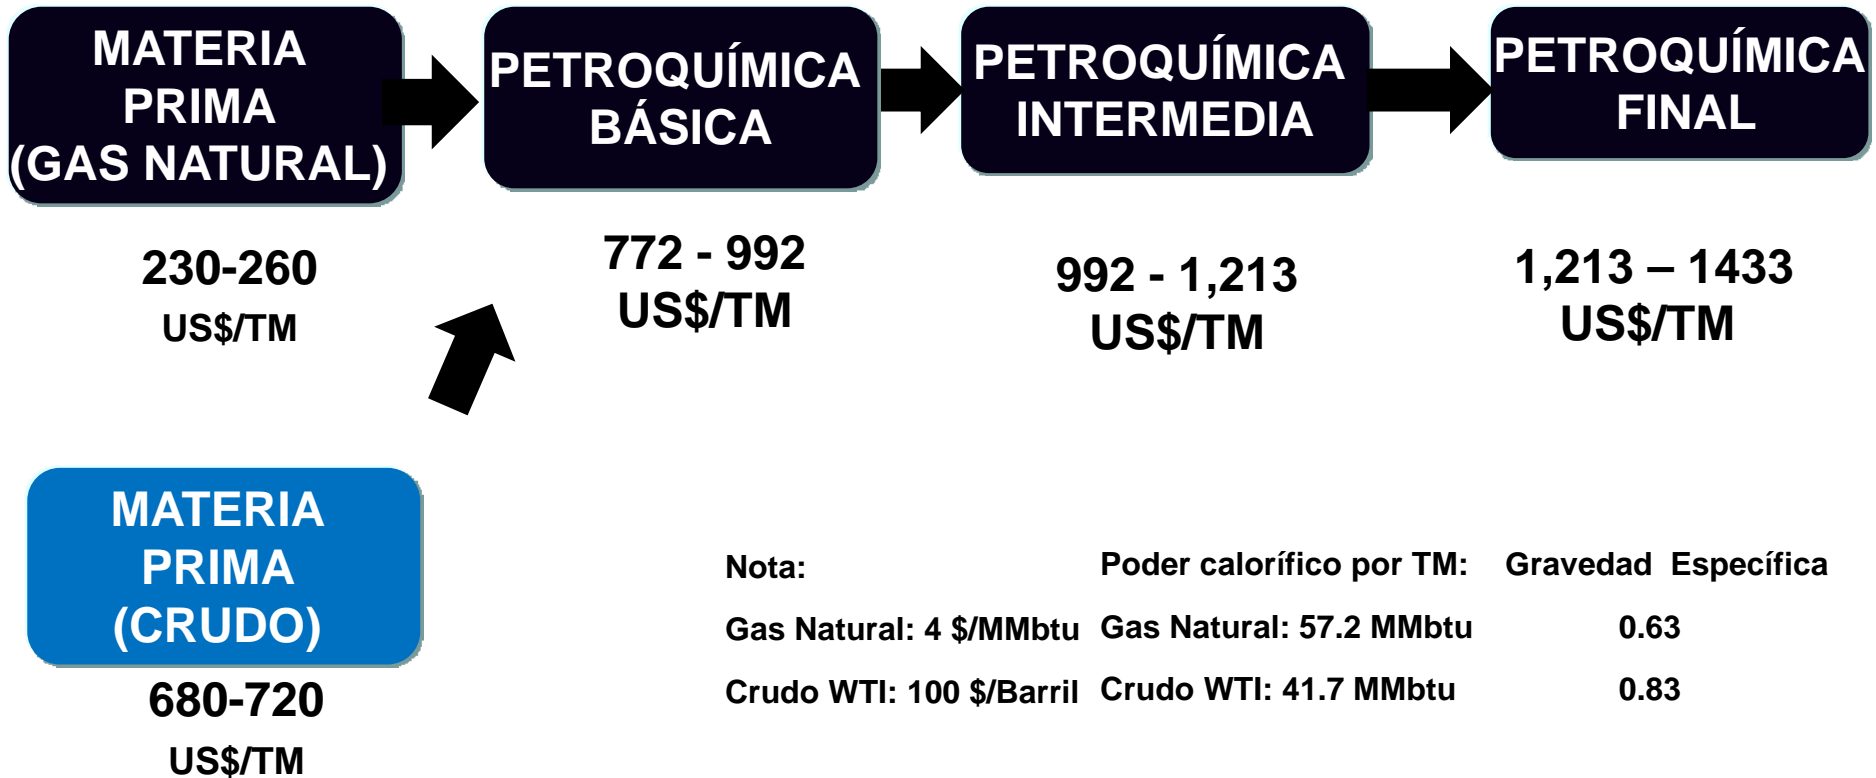 MATERIA
PRIMA
(GAS NATURAL)
PETROQUÍMICA
BÁSICA
PETROQUÍMICA
INTERMEDIA
PETROQUÍMICA
FINAL
230-260
US$/TM
772 - 992
US$/TM
992 - 1,213
US$/TM
1,213 – 1433
US$/TM
MATERIA
PRIMA
(CRUDO)
680-720
US$/TM
Nota:
Gas Natural: 4 $/MMbtu
Crudo WTI: 100 $/Barril
Poder calorífico por TM:
Gas Natural: 57.2 MMbtu
Crudo WTI: 41.7 MMbtu
Gravedad Específica
0.63
0.83